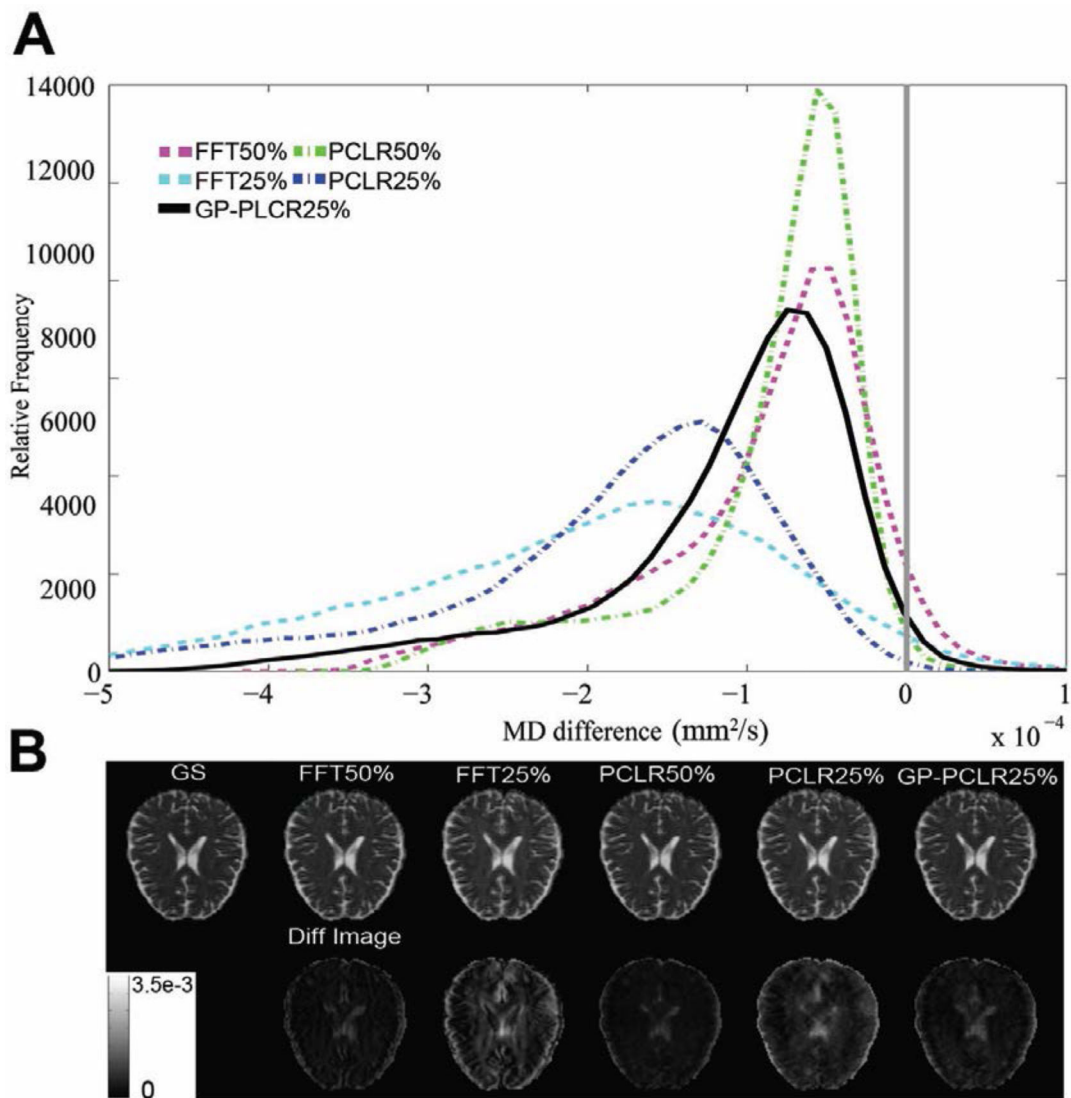 A
14000
12000
10000
8000
6000
4000
2000
0
Relative Frequency
FFT50% PCLR50%
FFT25% PCLR25%
GP-PLCR25%
−5 −4 −3 −2 −1 0 1
MD difference (mm²/s)
x 10⁻⁴
B
GS FFT50% FFT25% PCLR50% PCLR25% GP-PCLR25%
Diff Image
3.5e-3
0